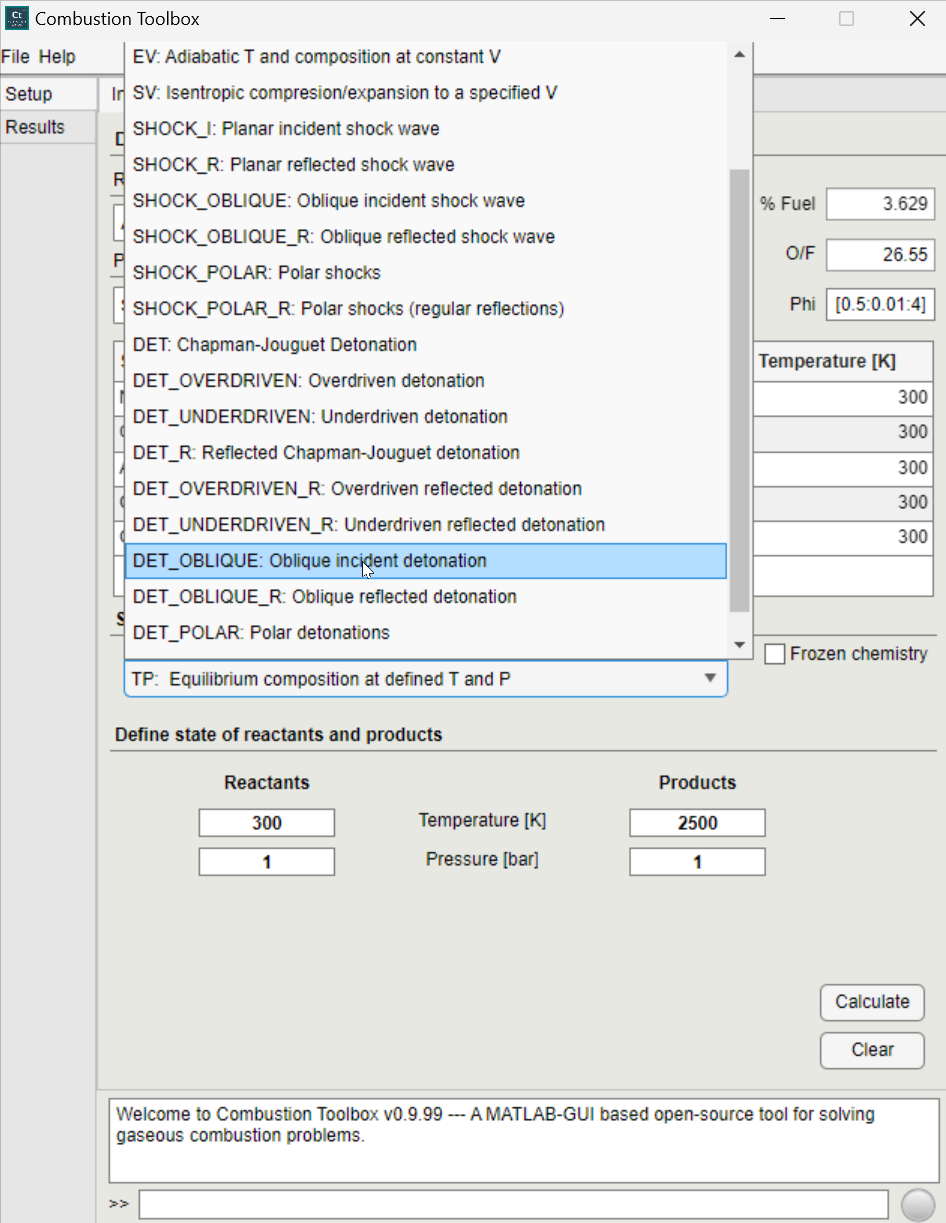 Ct
Combustion Toolbox
File Help
Setup
Results
EV: Adiabatic T and composition at constant V
SV: Isentropic compresion/expansion to a specified V
SHOCK_I: Planar incident shock wave
SHOCK_R: Planar reflected shock wave
SHOCK_OBLIQUE: Oblique incident shock wave
SHOCK_OBLIQUE_R: Oblique reflected shock wave
SHOCK_POLAR: Polar shocks
SHOCK_POLAR_R: Polar shocks (regular reflections)
DET: Chapman-Jouguet Detonation
DET_OVERDRIVEN: Overdriven detonation
DET_UNDERDRIVEN: Underdriven detonation
DET_R: Reflected Chapman-Jouguet detonation
DET_OVERDRIVEN_R: Overdriven reflected detonation
DET_UNDERDRIVEN_R: Underdriven reflected detonation
DET_OBLIQUE: Oblique incident detonation
DET_OBLIQUE_R: Oblique reflected detonation
DET_POLAR: Polar detonations
% Fuel 3.629
O/F 26.55
Phi [0.5:0.01:4]
Temperature [K]
300
300
300
300
300
Frozen chemistry
TP: Equilibrium composition at defined T and P
Define state of reactants and products
Reactants Products
300 Temperature [K] 2500
1 Pressure [bar] 1
Calculate
Clear
Welcome to Combustion Toolbox v0.9.99 --- A MATLAB-GUI based open-source tool for solving
gaseous combustion problems.
>>